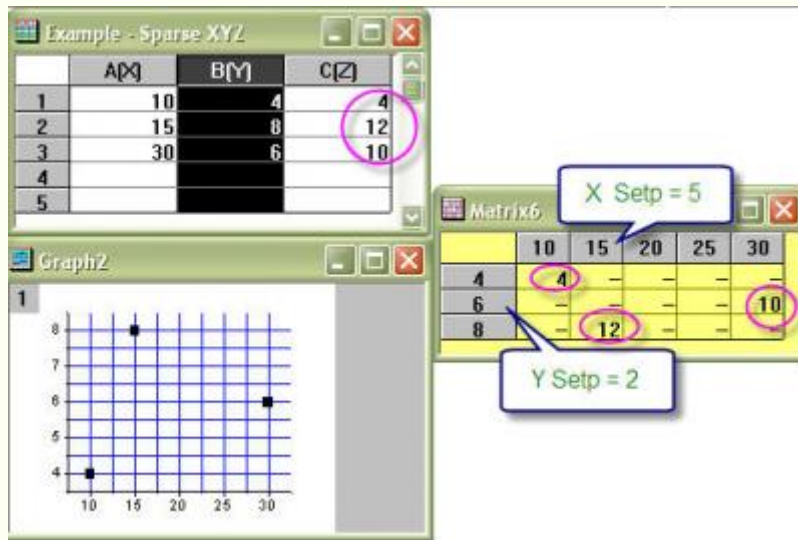 Example - Sparse XYZ
A(X) B(Y) C(Z)
1 10 4 4
2 15 8 12
3 30 6 10
4
5
Graph2
1
8
7
6
5
4
10 15 20 25 30
X Setp = 5
Matrix6
10 15 20 25 30
4 4 – – – –
6 – – – – 10
8 – 12 – – –
Y Setp = 2